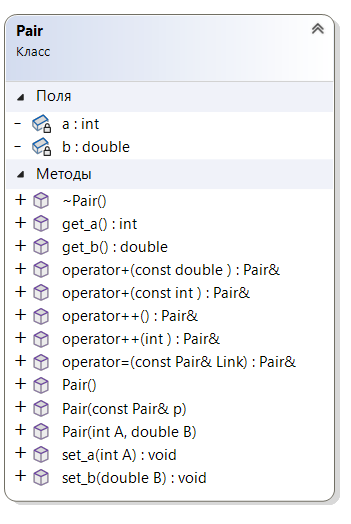 Pair
Класс
Поля
- a : int
- b : double
Методы
+ ~Pair()
+ get_a() : int
+ get_b() : double
+ operator+(const double ) : Pair&
+ operator+(const int ) : Pair&
+ operator++() : Pair&
+ operator++(int ) : Pair&
+ operator=(const Pair& Link) : Pair&
+ Pair()
+ Pair(const Pair& p)
+ Pair(int A, double B)
+ set_a(int A) : void
+ set_b(double B) : void